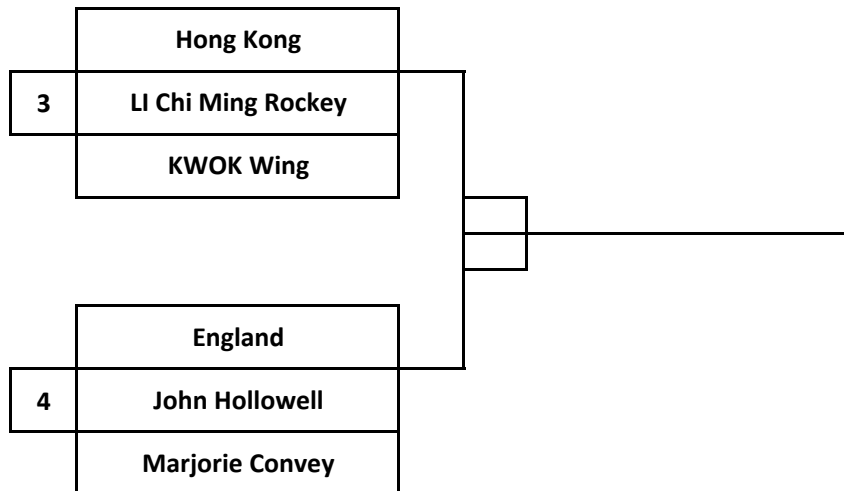 Hong Kong
3 LI Chi Ming Rockey
KWOK Wing
England
4 John Hollowell
Marjorie Convey